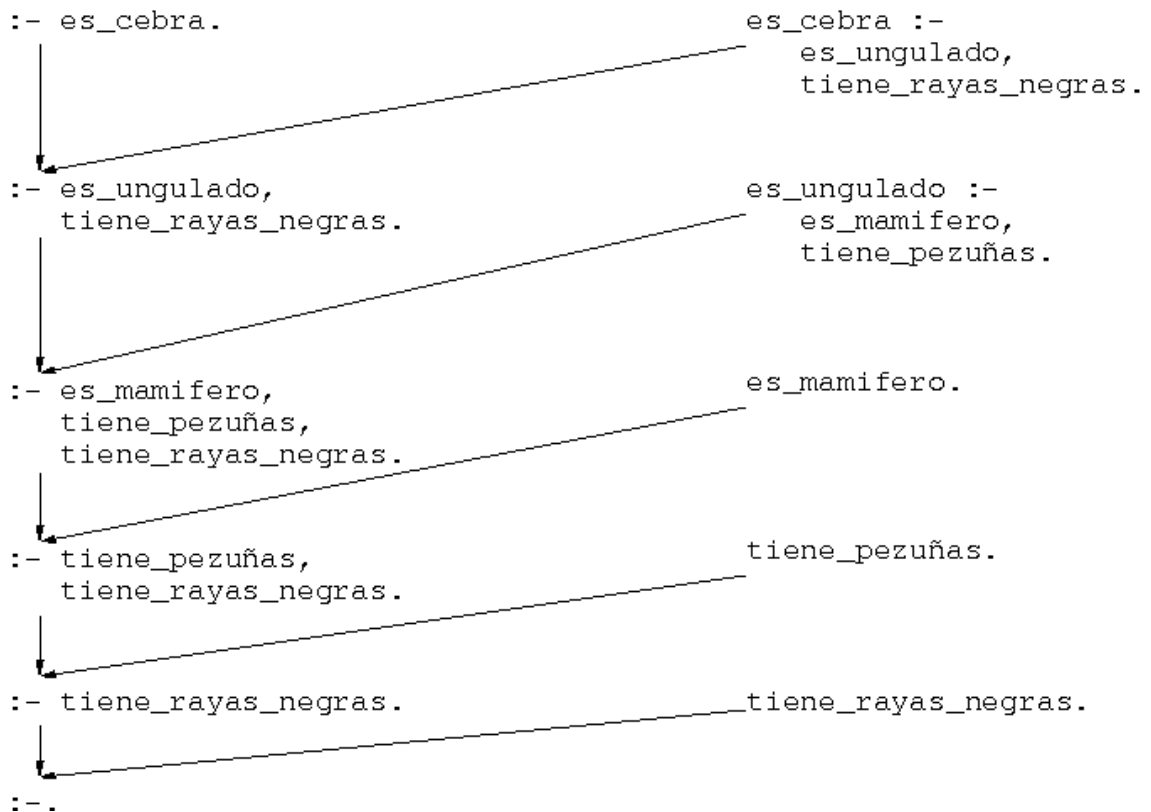 :- es_cebra.
es_cebra :-
es_ungulado,
tiene_rayas_negras.
:- es_ungulado,
tiene_rayas_negras.
es_ungulado :-
es_mamifero,
tiene_pezuñas.
:- es_mamifero,
tiene_pezuñas,
tiene_rayas_negras.
es_mamifero.
:- tiene_pezuñas,
tiene_rayas_negras.
tiene_pezuñas.
:- tiene_rayas_negras.
tiene_rayas_negras.
:-.